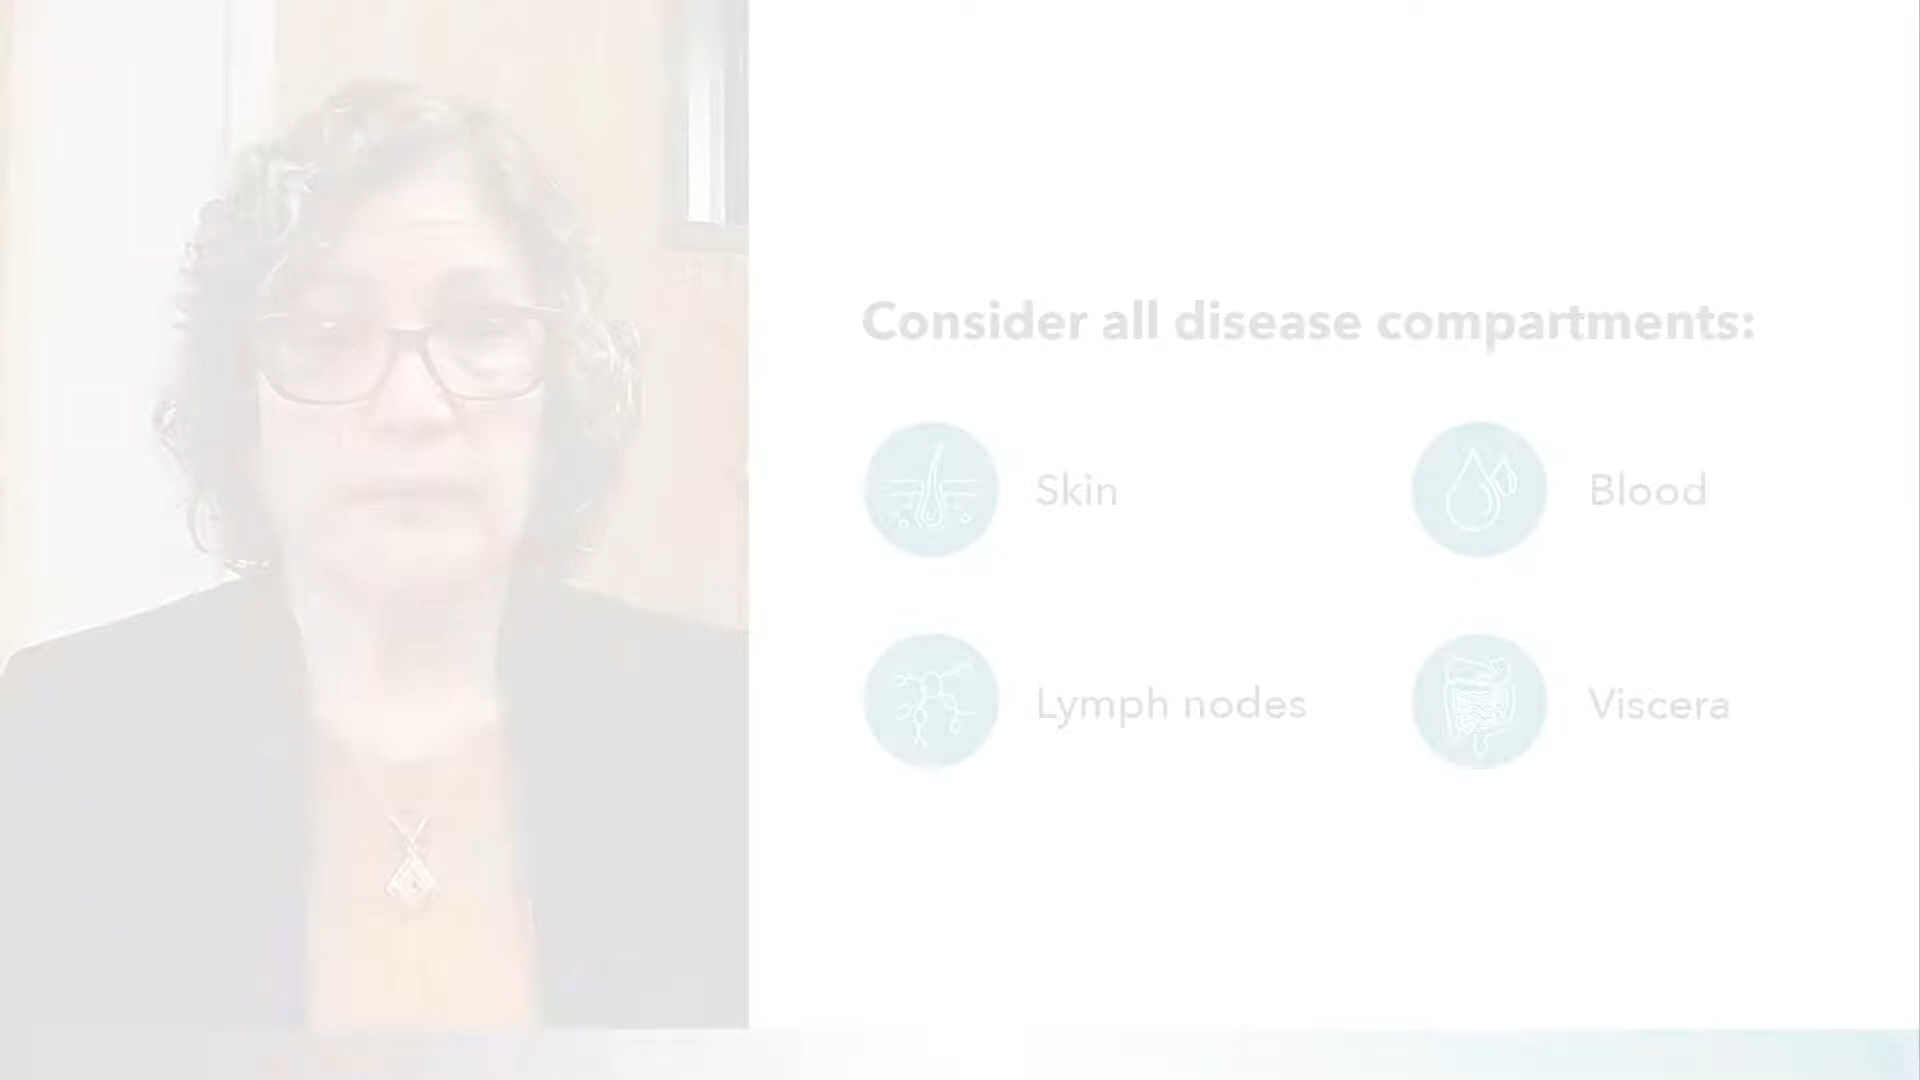 Consider all disease compartments:
Skin
Blood
Lymph nodes
Viscera